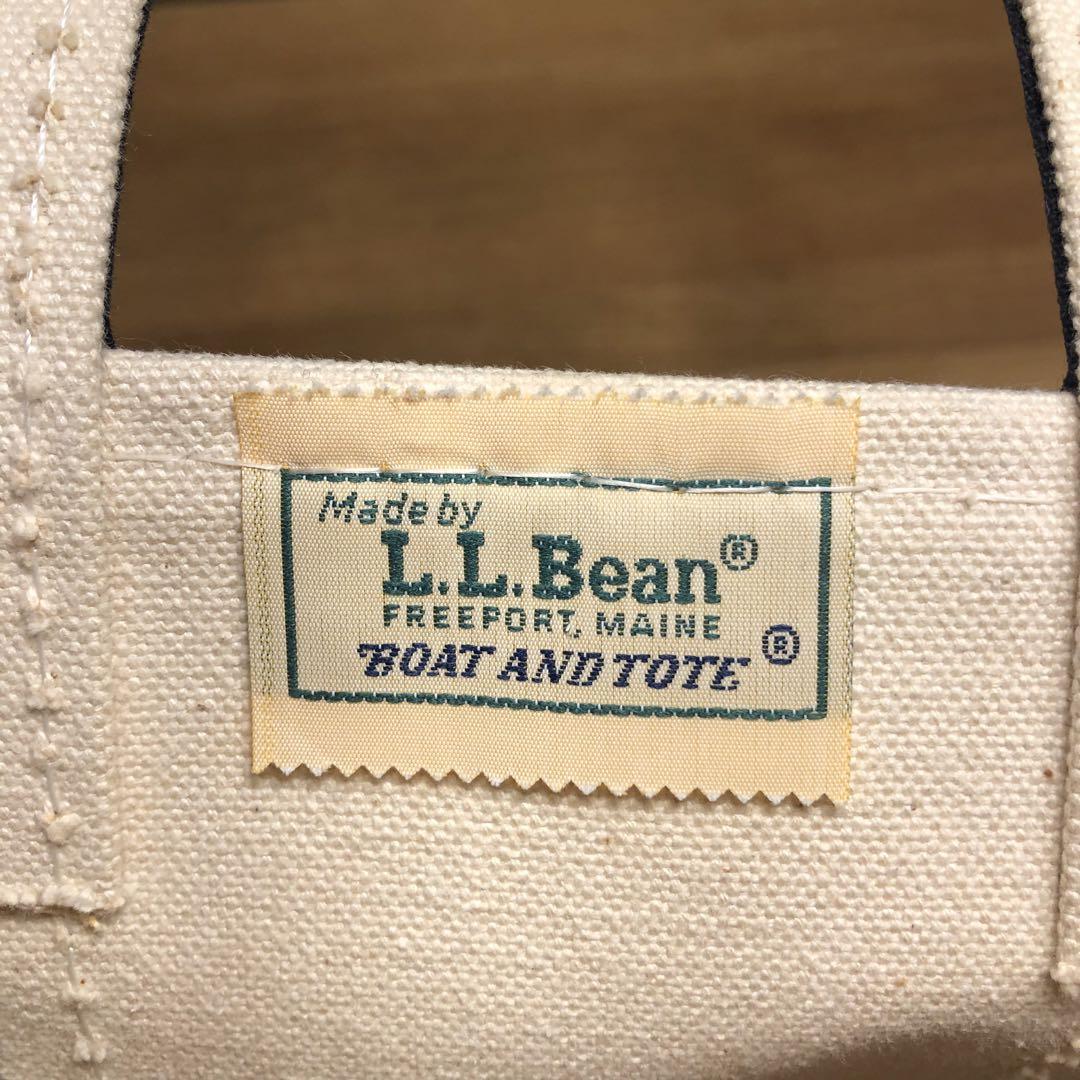 Made by
L.L.Bean®
FREEPORT, MAINE
BOAT AND TOTE ®